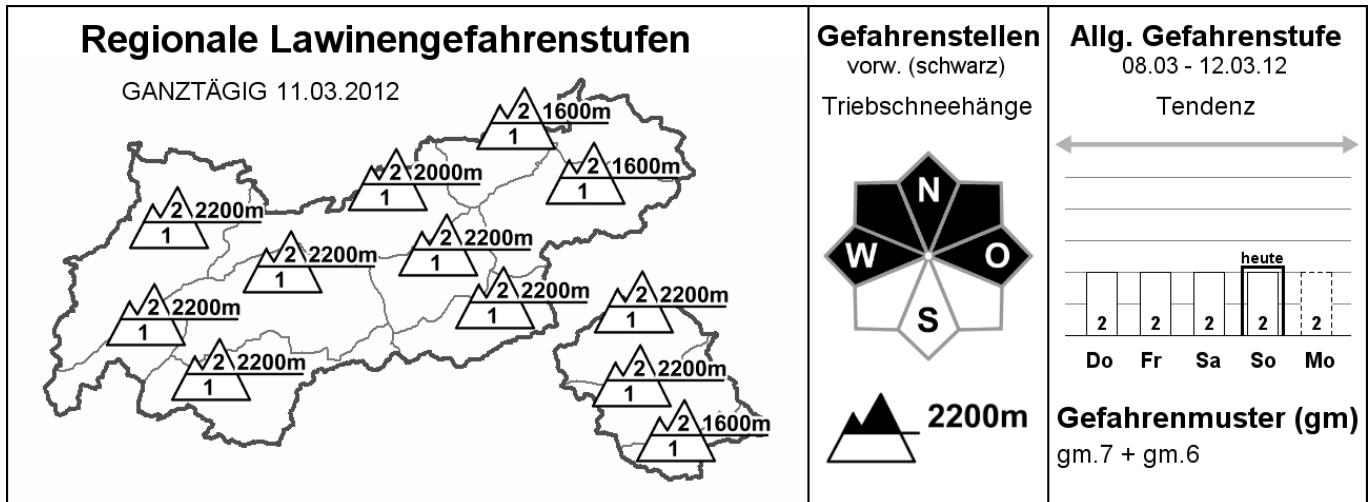 Regionale Lawinengefahrenstufen
GANZTÄGIG 11.03.2012
2 1600m
1
2 1600m
1
2 2000m
1
2 2200m
1
2 2200m
1
2 2200m
1
2 2200m
1
2 2200m
1
2 2200m
1
2 2200m
1
2 2200m
1
2 1600m
1
Gefahrenstellen
vorw. (schwarz)
Triebschneehänge
N
W O
S
2200m
Allg. Gefahrenstufe
08.03 - 12.03.12
Tendenz
heute
2 2 2 2 2
Do Fr Sa So Mo
Gefahrenmuster (gm)
gm.7 + gm.6